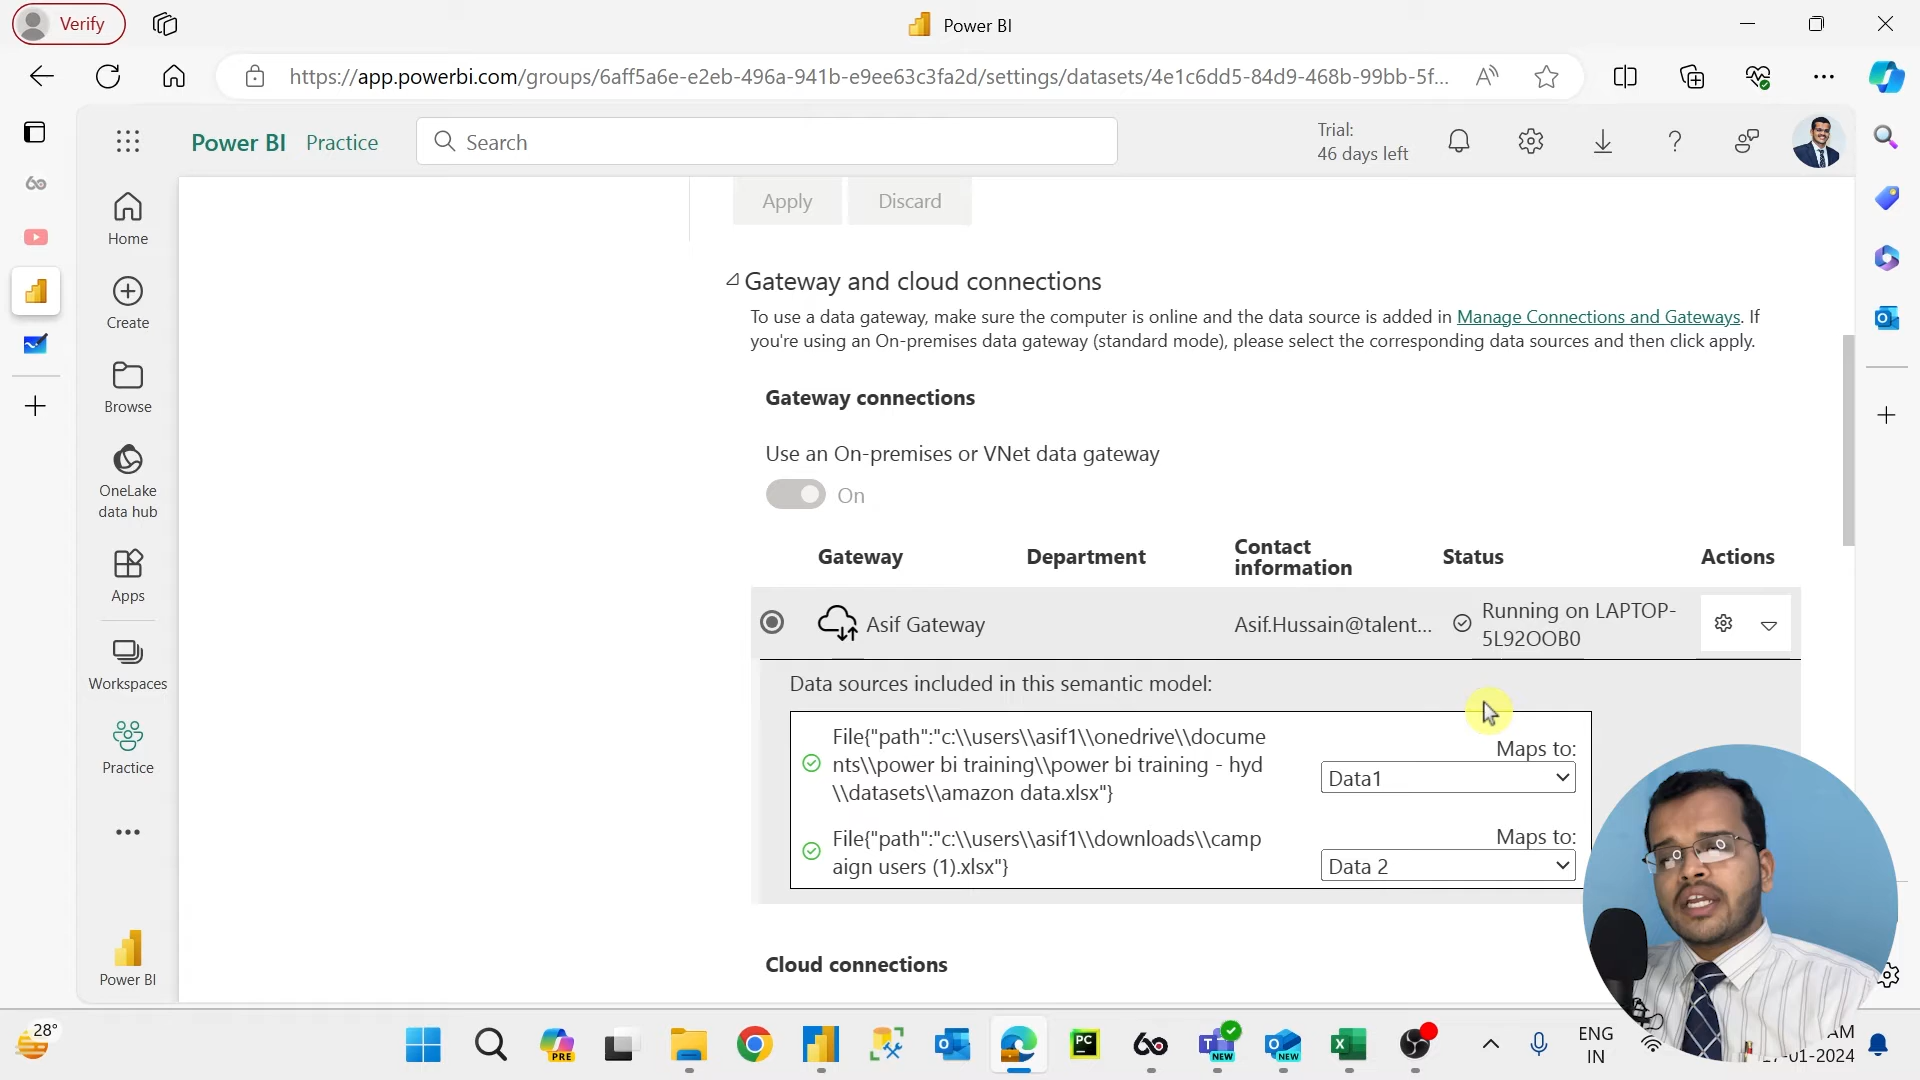 Verify
Power BI
https://app.powerbi.com/groups/6aff5a6e-e2eb-496a-941b-e9ee63c3fa2d/settings/datasets/4e1c6dd5-84d9-468b-99bb-5f...
Power BI Practice
Search
Trial:
46 days left
Home
Create
Browse
OneLake
data hub
Apps
Workspaces
Practice
Power BI
Apply
Discard
Gateway and cloud connections
To use a data gateway, make sure the computer is online and the data source is added in Manage Connections and Gateways. If
you're using an On-premises data gateway (standard mode), please select the corresponding data sources and then click apply.
Gateway connections
Use an On-premises or VNet data gateway
On
Gateway Department Contact information Status Actions
Asif Gateway
Asif.Hussain@talent...
Running on LAPTOP-
5L92OOB0
Data sources included in this semantic model:
File{"path":"c:\\users\\asif1\\onedrive\\docume
nts\\power bi training\\power bi training - hyd
\\datasets\\amazon data.xlsx"}
Maps to:
Data1
File{"path":"c:\\users\\asif1\\downloads\\camp
aign users (1).xlsx"}
Maps to:
Data 2
Cloud connections
28°
PRE
PC
NEW
NEW
ENG
IN
AM
-01-2024